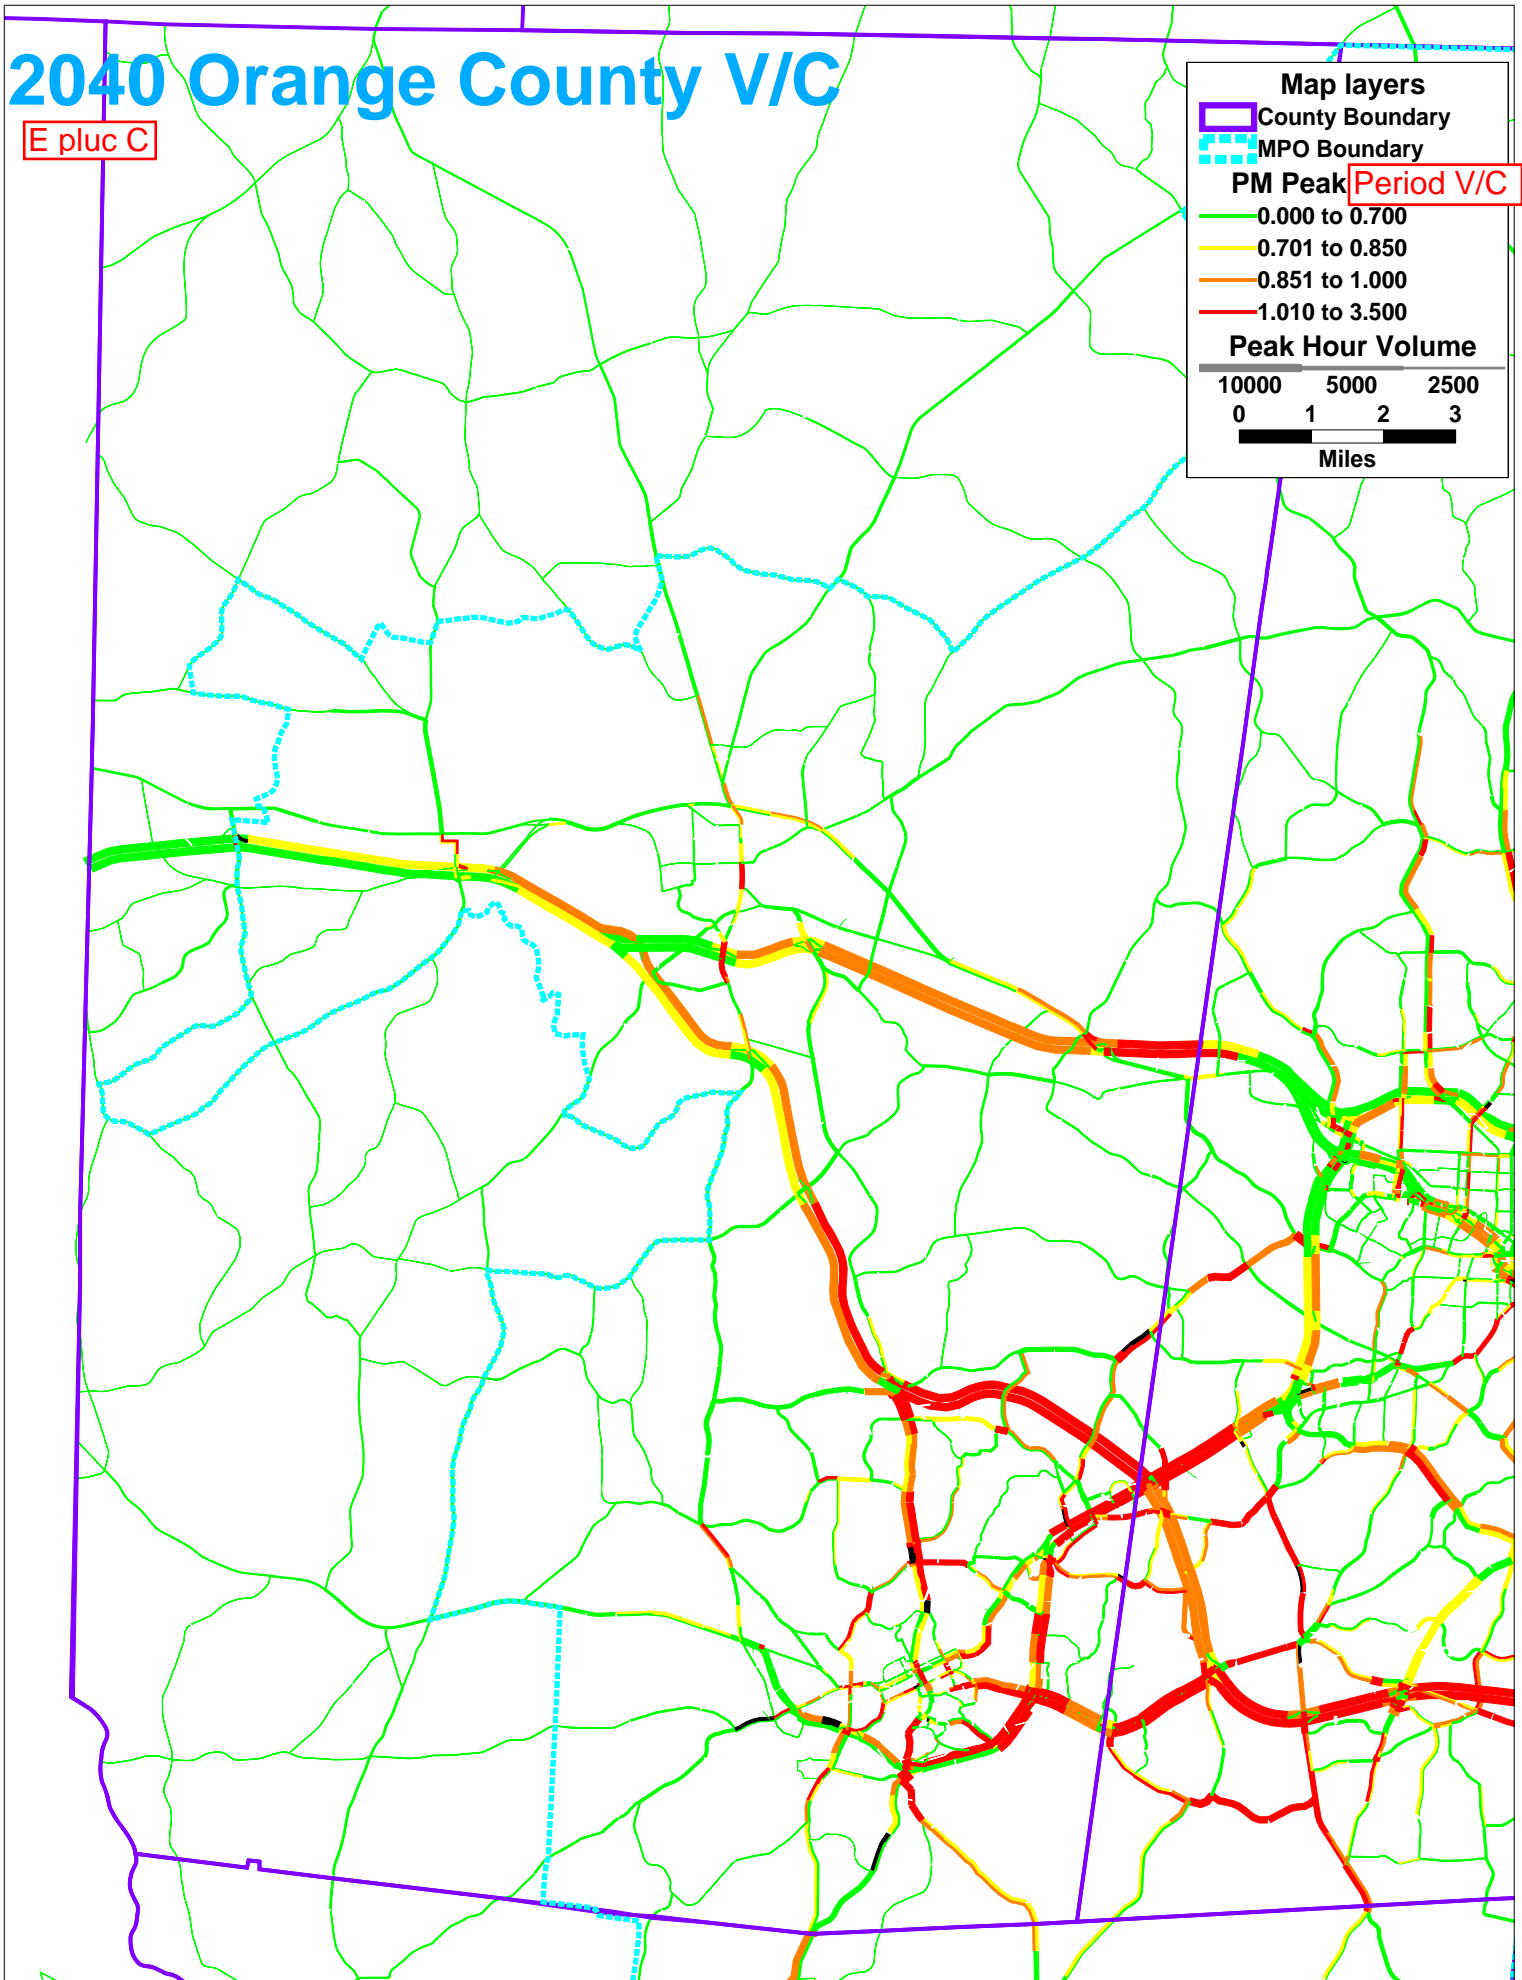 2040 Orange County V/C
E pluc C
Map layers
County Boundary
MPO Boundary
PM Peak Period V/C
0.000 to 0.700
0.701 to 0.850
0.851 to 1.000
1.010 to 3.500
Peak Hour Volume
10000 5000 2500
0 1 2 3
Miles